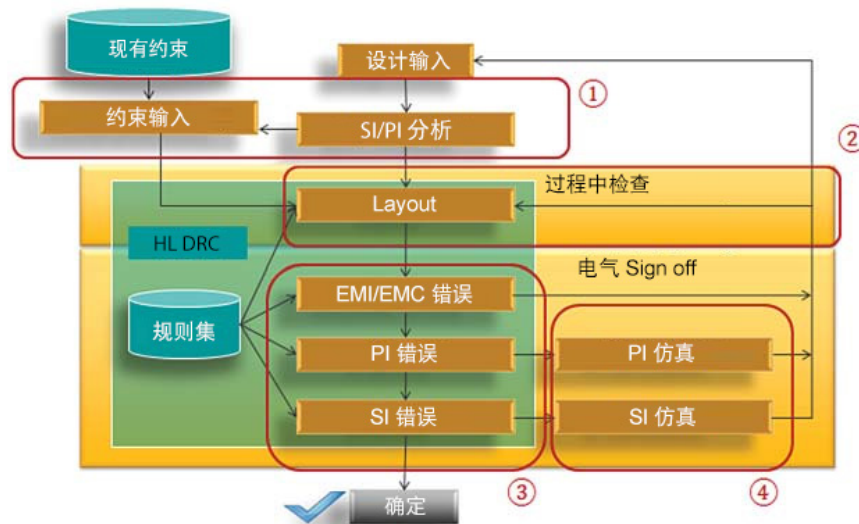 现有约束
设计输入
①
约束输入
SI/PI 分析
②
过程中检查
Layout
HL DRC
电气 Sign off
EMI/EMC 错误
规则集
PI 错误
PI 仿真
SI 错误
SI 仿真
③
④
确定